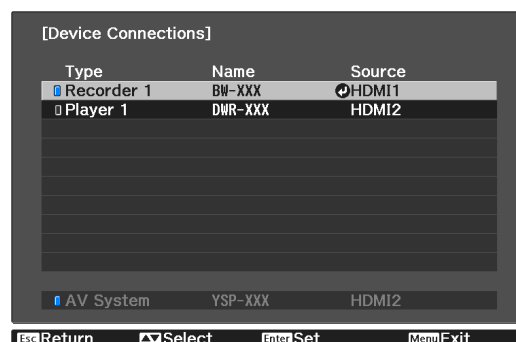 [Device Connections]
Type Name Source
Recorder 1 BW-XXX HDMI1
Player 1 DWR-XXX HDMI2
AV System YSP-XXX HDMI2
Esc Return Select Enter Set Menu Exit